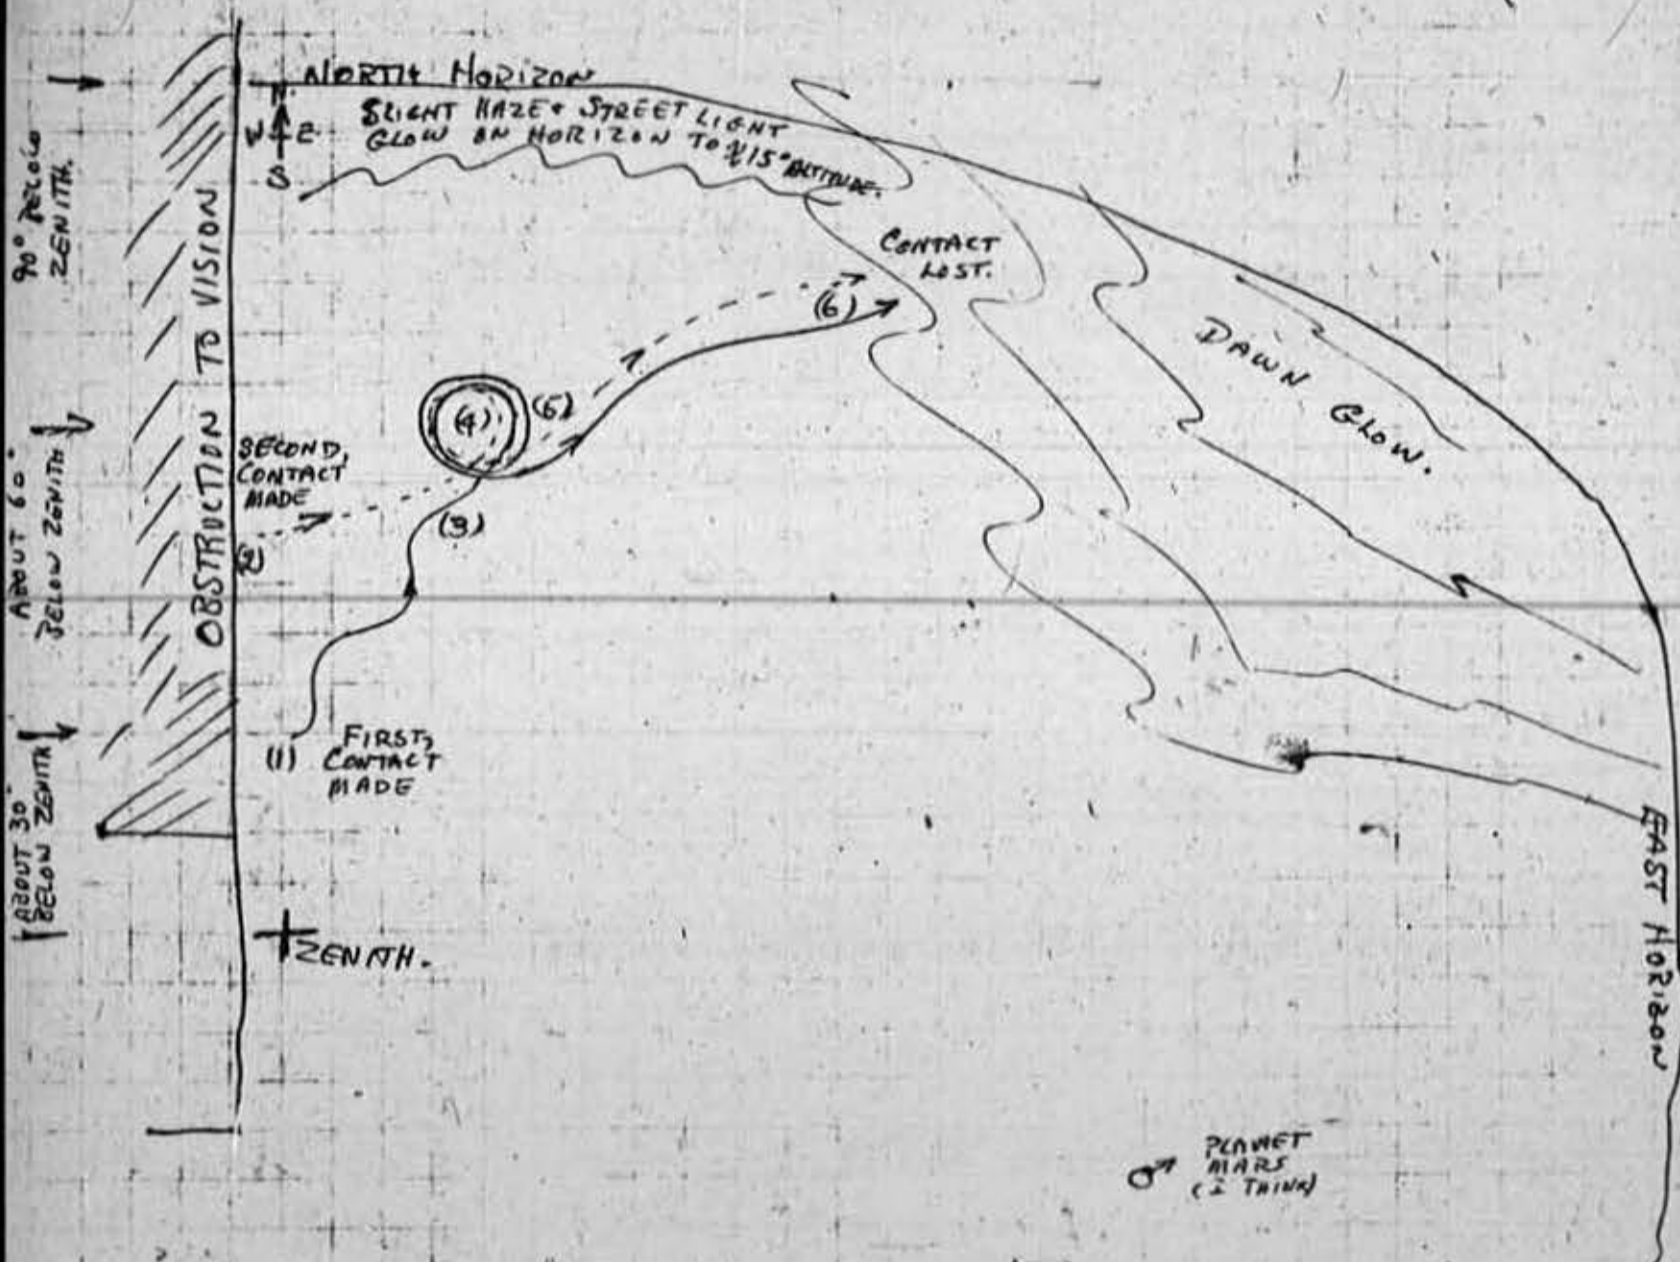 NORTH HORIZON
N
W E
S
SLIGHT HAZE + STREET LIGHT
GLOW ON HORIZON TO 15° ALTITUDE.
90° BELOW
ZENITH.
OBSTRUCTION TO VISION
CONTACT
LOST.
(6)
DAWN GLOW.
(4)
(5)
SECOND,
CONTACT
MADE
(2)
(3)
ABOUT 60°
BELOW ZENITH
(1)
FIRST,
CONTACT
MADE
ABOUT 30°
BELOW ZENITH
ZENITH.
EAST HORIZON
PLANET
MARS
(I THINK)